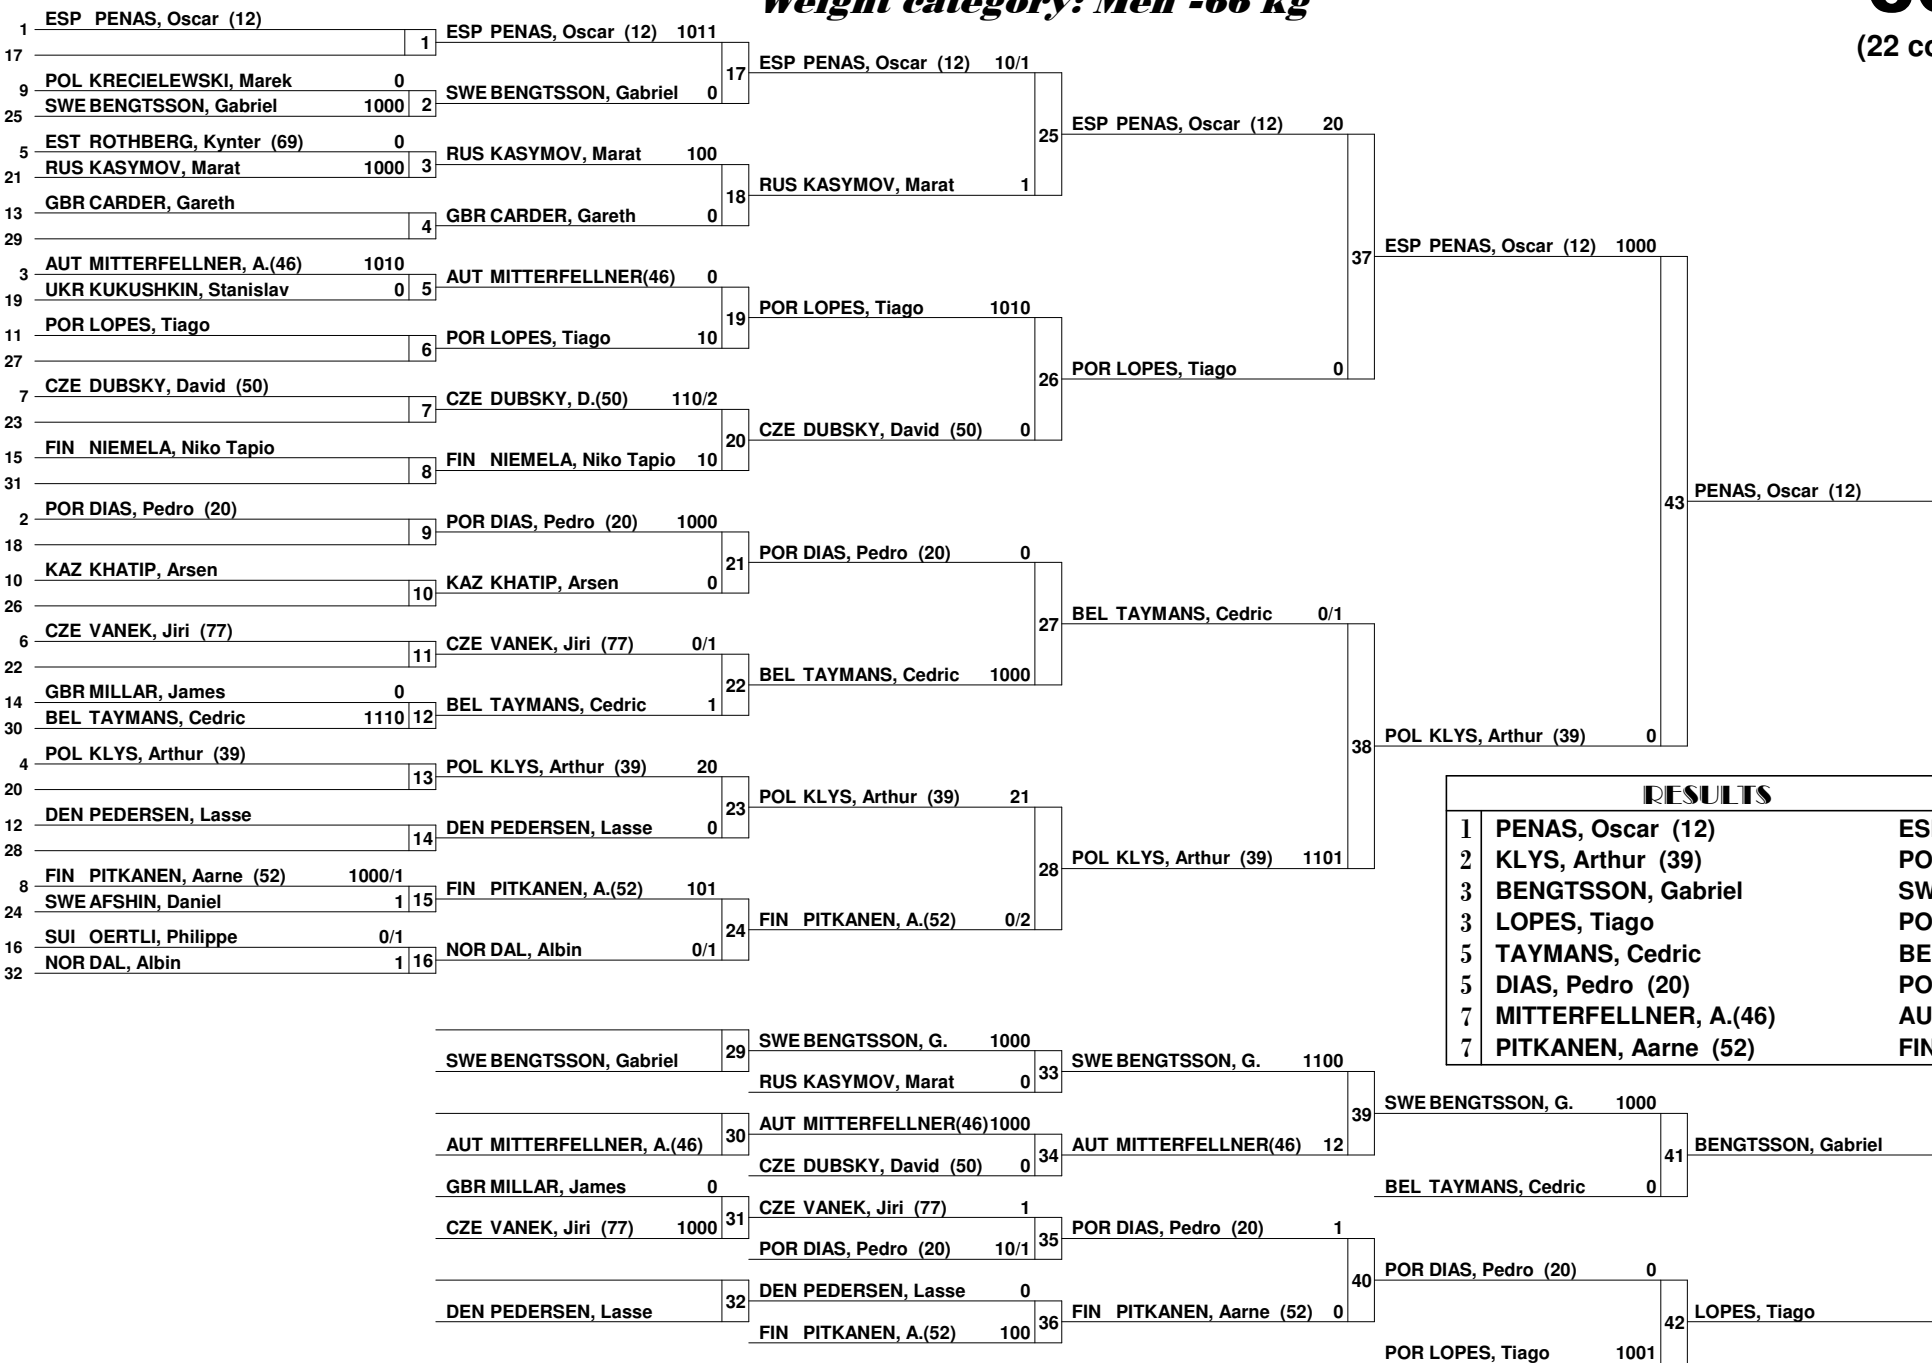 Weight category: Men -66 kg
(22 co
1 ESP PENAS, Oscar (12)
17
1
9 POL KRECIELEWSKI, Marek 0
25 SWE BENGTSSON, Gabriel 1000
2
5 EST ROTHBERG, Kynter (69) 0
21 RUS KASYMOV, Marat 1000
3
13 GBR CARDER, Gareth
29
4
3 AUT MITTERFELLNER, A.(46) 1010
19 UKR KUKUSHKIN, Stanislav 0
5
11 POR LOPES, Tiago
27
6
7 CZE DUBSKY, David (50)
23
7
15 FIN NIEMELA, Niko Tapio
31
8
2 POR DIAS, Pedro (20)
18
9
10 KAZ KHATIP, Arsen
26
10
6 CZE VANEK, Jiri (77)
22
11
14 GBR MILLAR, James 0
30 BEL TAYMANS, Cedric 1110
12
4 POL KLYS, Arthur (39)
20
13
12 DEN PEDERSEN, Lasse
28
14
8 FIN PITKANEN, Aarne (52) 1000/1
24 SWE AFSHIN, Daniel 1
15
16 SUI OERTLI, Philippe 0/1
32 NOR DAL, Albin 1
16
ESP PENAS, Oscar (12) 1011
SWE BENGTSSON, Gabriel 0
17
RUS KASYMOV, Marat 100
GBR CARDER, Gareth 0
18
AUT MITTERFELLNER(46) 0
POR LOPES, Tiago 10
19
CZE DUBSKY, D.(50) 110/2
FIN NIEMELA, Niko Tapio 10
20
POR DIAS, Pedro (20) 1000
KAZ KHATIP, Arsen 0
21
CZE VANEK, Jiri (77) 0/1
BEL TAYMANS, Cedric 1
22
POL KLYS, Arthur (39) 20
DEN PEDERSEN, Lasse 0
23
FIN PITKANEN, A.(52) 101
NOR DAL, Albin 0/1
24
ESP PENAS, Oscar (12) 10/1
RUS KASYMOV, Marat 1
25
POR LOPES, Tiago 1010
CZE DUBSKY, David (50) 0
26
POR DIAS, Pedro (20) 0
BEL TAYMANS, Cedric 1000
27
POL KLYS, Arthur (39) 21
FIN PITKANEN, A.(52) 0/2
28
ESP PENAS, Oscar (12) 20
POR LOPES, Tiago 0
37
BEL TAYMANS, Cedric 0/1
POL KLYS, Arthur (39) 1101
38
ESP PENAS, Oscar (12) 1000
POL KLYS, Arthur (39) 0
43
PENAS, Oscar (12)
RESULTS
1 PENAS, Oscar (12) ES
2 KLYS, Arthur (39) PO
3 BENGTSSON, Gabriel SW
3 LOPES, Tiago PO
5 TAYMANS, Cedric BE
5 DIAS, Pedro (20) PO
7 MITTERFELLNER, A.(46) AU
7 PITKANEN, Aarne (52) FIN
SWE BENGTSSON, Gabriel
29
AUT MITTERFELLNER, A.(46)
30
GBR MILLAR, James 0
CZE VANEK, Jiri (77) 1000
31
DEN PEDERSEN, Lasse
32
SWE BENGTSSON, G. 1000
RUS KASYMOV, Marat 0
33
AUT MITTERFELLNER(46) 1000
CZE DUBSKY, David (50) 0
34
CZE VANEK, Jiri (77) 1
POR DIAS, Pedro (20) 10/1
35
DEN PEDERSEN, Lasse 0
FIN PITKANEN, A.(52) 100
36
SWE BENGTSSON, G. 1100
AUT MITTERFELLNER(46) 12
39
POR DIAS, Pedro (20) 1
FIN PITKANEN, Aarne (52) 0
40
SWE BENGTSSON, G. 1000
BEL TAYMANS, Cedric 0
41
BENGTSSON, Gabriel
POR DIAS, Pedro (20) 0
POR LOPES, Tiago 1001
42
LOPES, Tiago